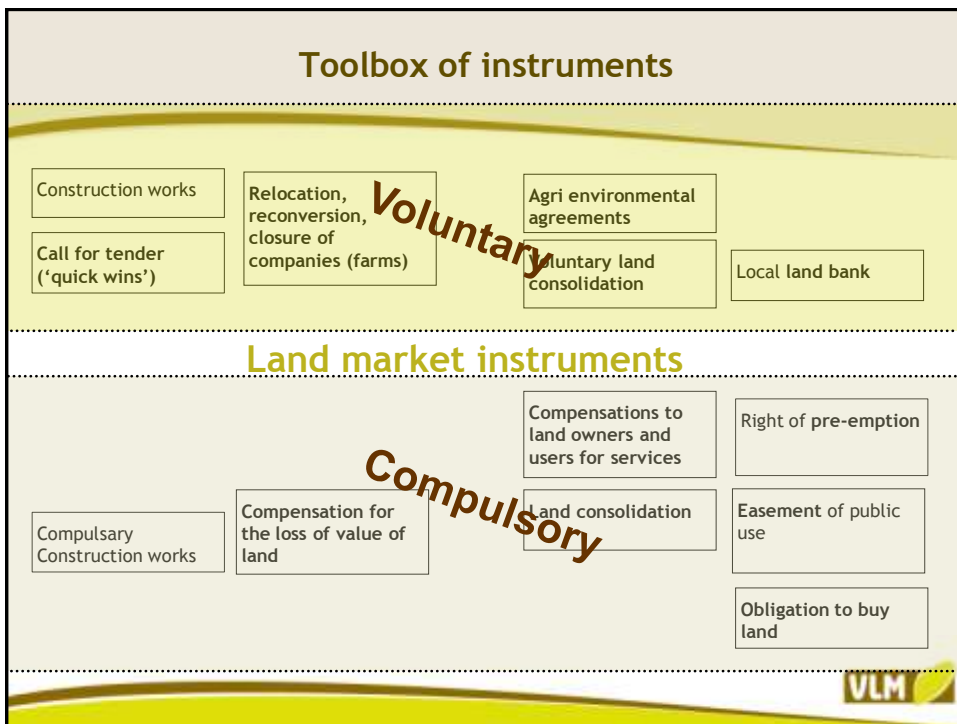 Toolbox of instruments
Construction works
Call for tender
(‘quick wins’)
Relocation,
reconversion,
closure of
companies (farms)
Voluntary
Agri environmental
agreements
Voluntary land
consolidation
Local land bank
Land market instruments
Compulsory
Compulsary
Construction works
Compensation for
the loss of value of
land
Compensations to
land owners and
users for services
Land consolidation
Right of pre-emption
Easement of public
use
Obligation to buy
land
VLM